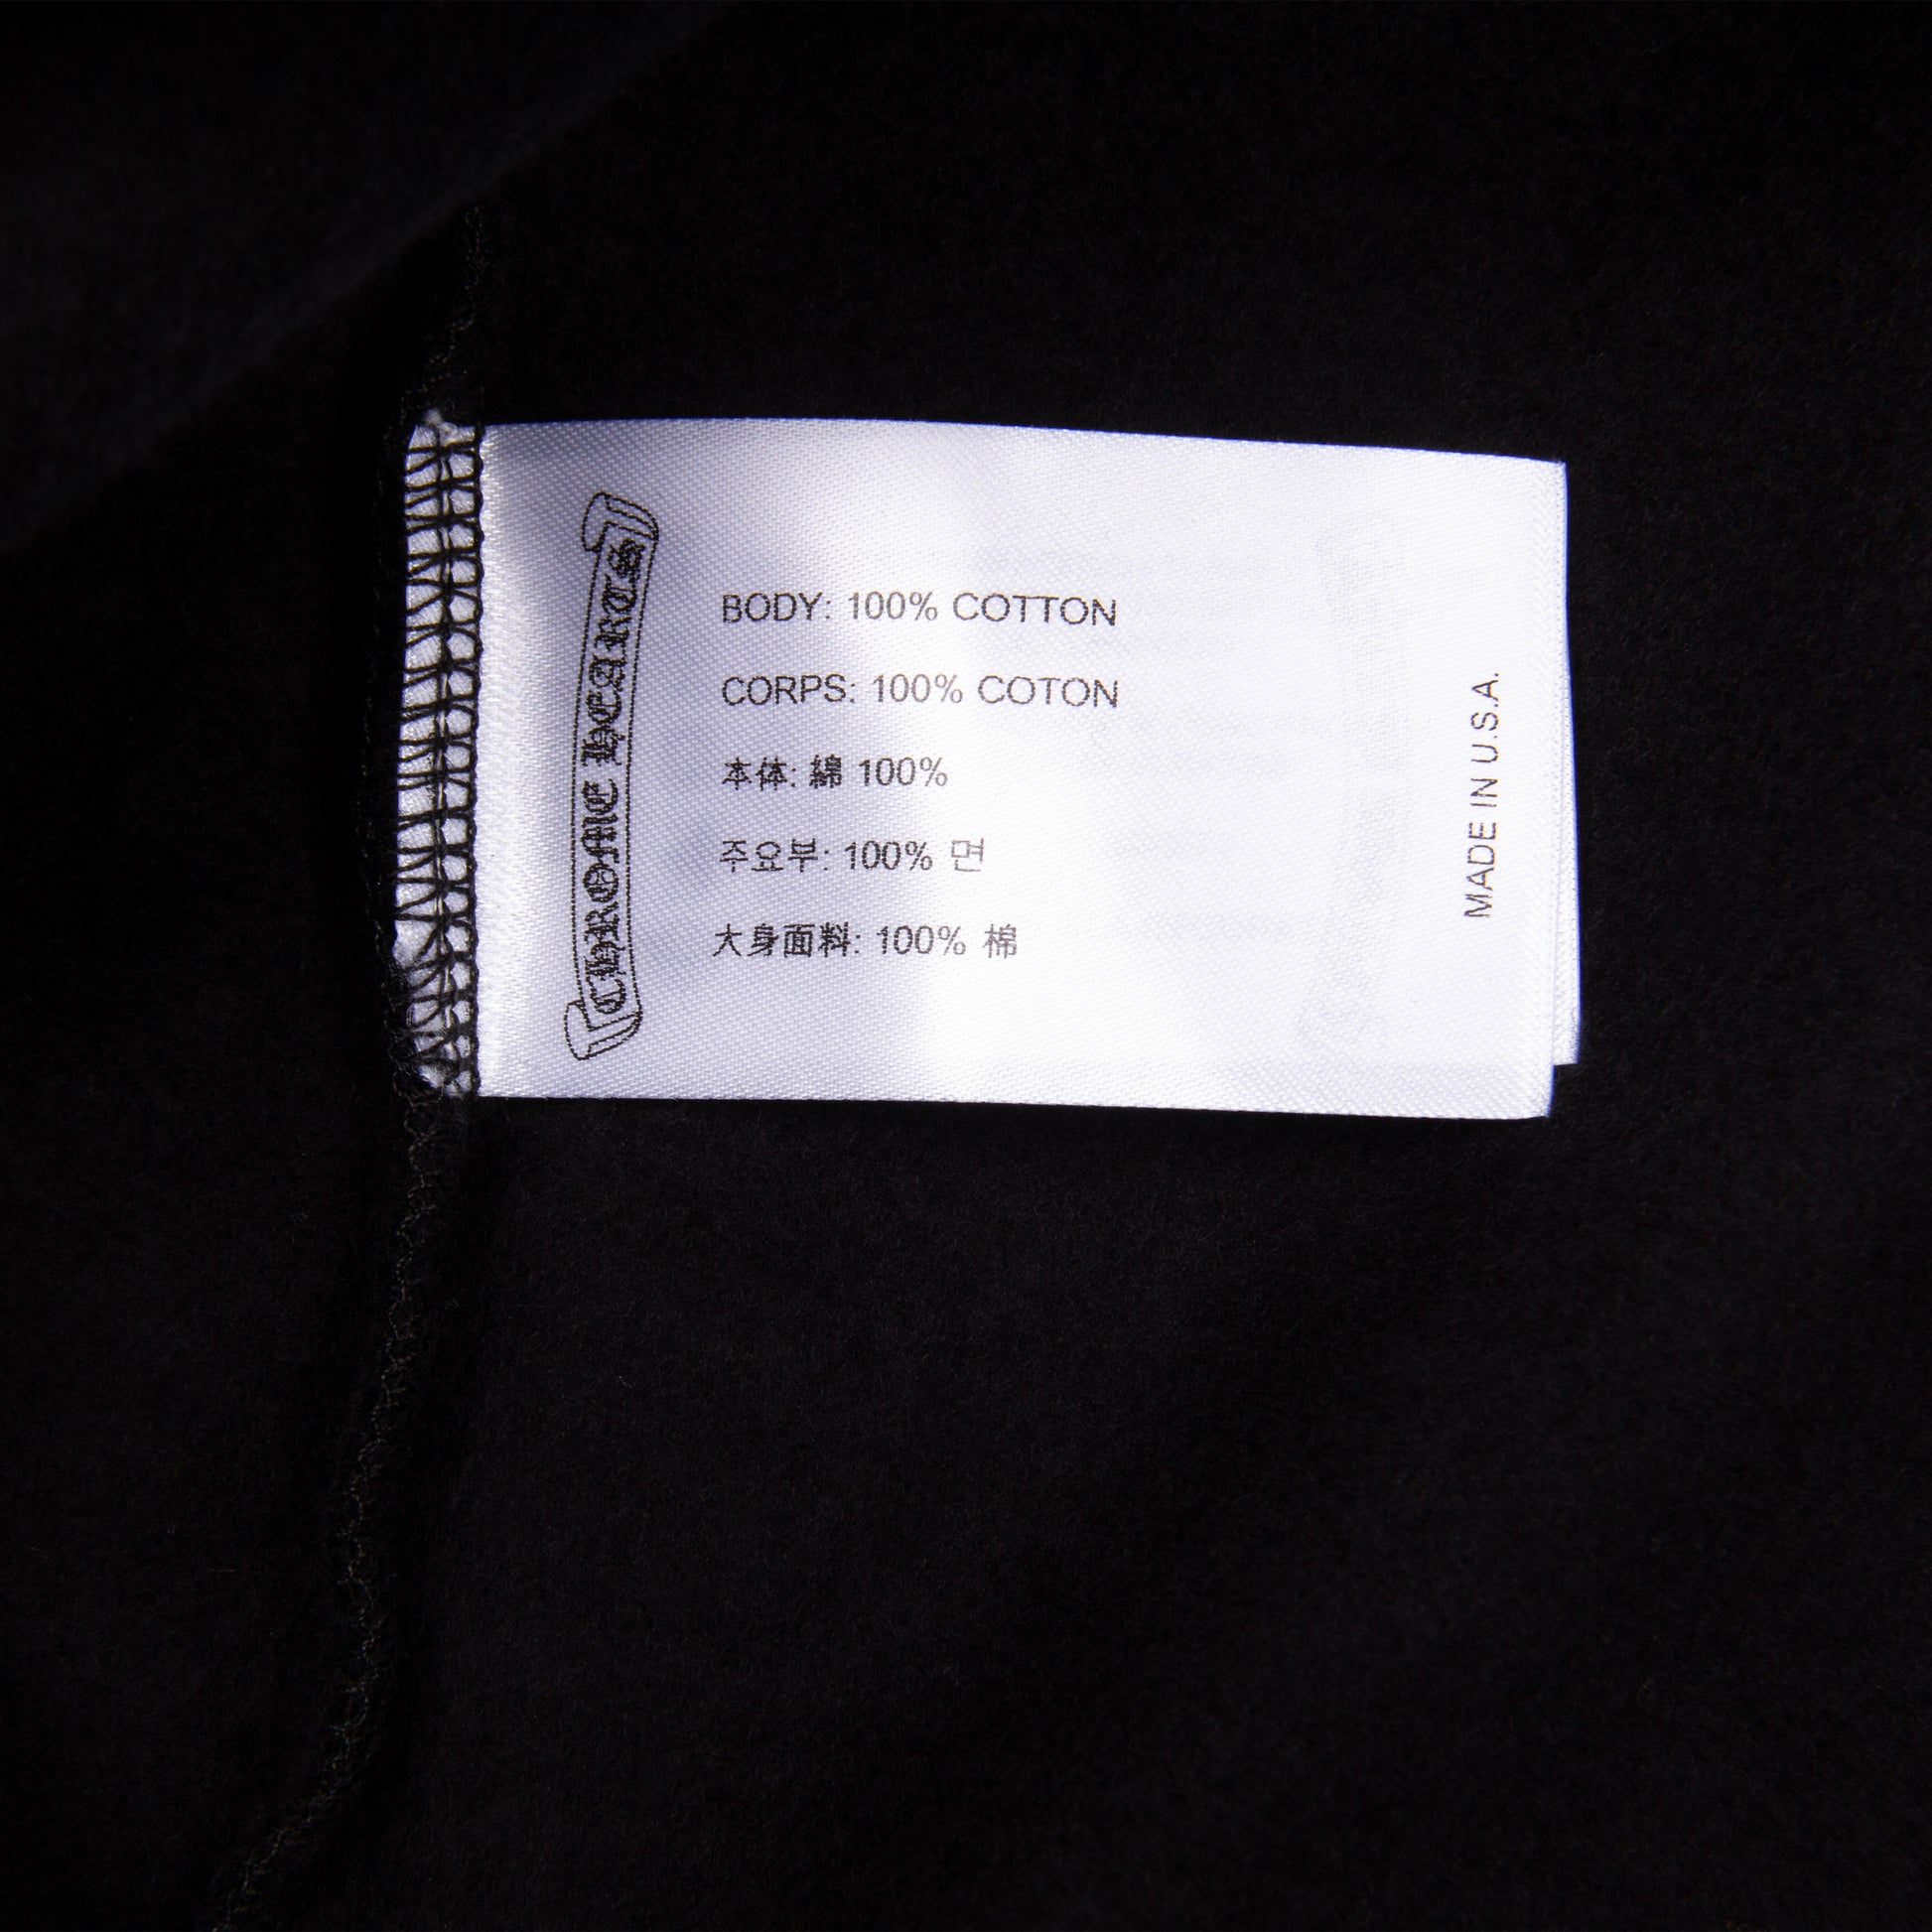 CHROME HEARTS
BODY: 100% COTTON
CORPS: 100% COTON
本体: 綿 100%
주요부: 100% 면
大身面料: 100% 棉
MADE IN U.S.A.